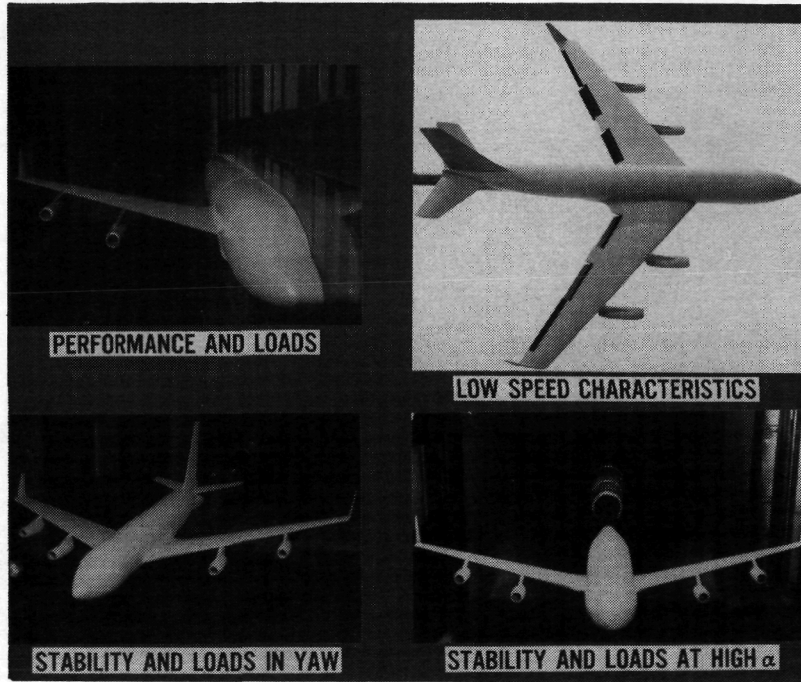 PERFORMANCE AND LOADS
LOW SPEED CHARACTERISTICS
STABILITY AND LOADS IN YAW
STABILITY AND LOADS AT HIGH α